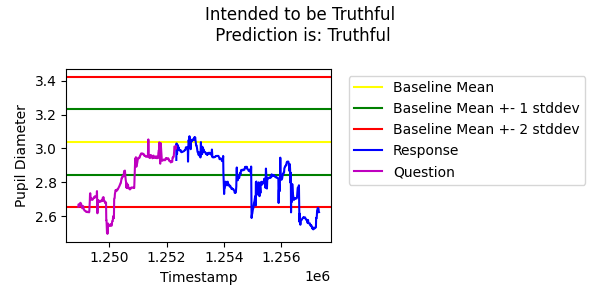 Intended to be Truthful
Prediction is: Truthful
Pupil Diameter
3.4
3.2
3.0
2.8
2.6
1.250
1.252
1.254
1.256
1e6
Timestamp
Baseline Mean
Baseline Mean +- 1 stddev
Baseline Mean +- 2 stddev
Response
Question